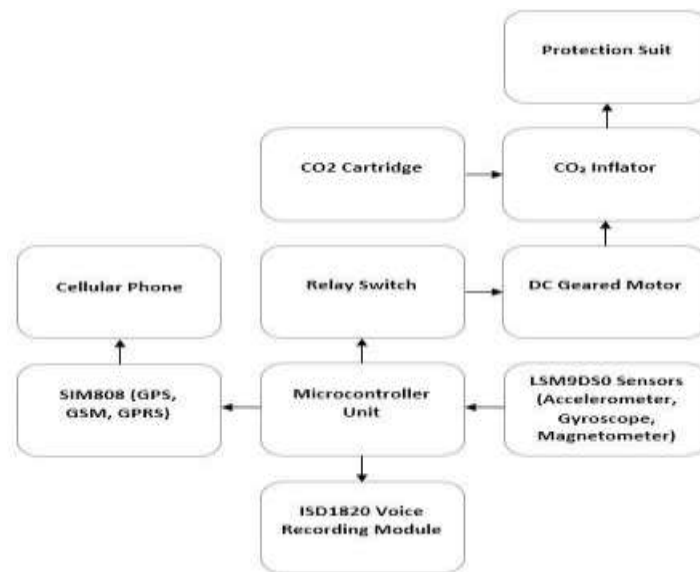 Protection Suit
CO2 Cartridge
CO₂ Inflator
Cellular Phone
Relay Switch
DC Geared Motor
SIM808 (GPS,
GSM, GPRS)
Microcontroller
Unit
LSM9DS0 Sensors
(Accelerometer,
Gyroscope,
Magnetometer)
ISD1820 Voice
Recording Module